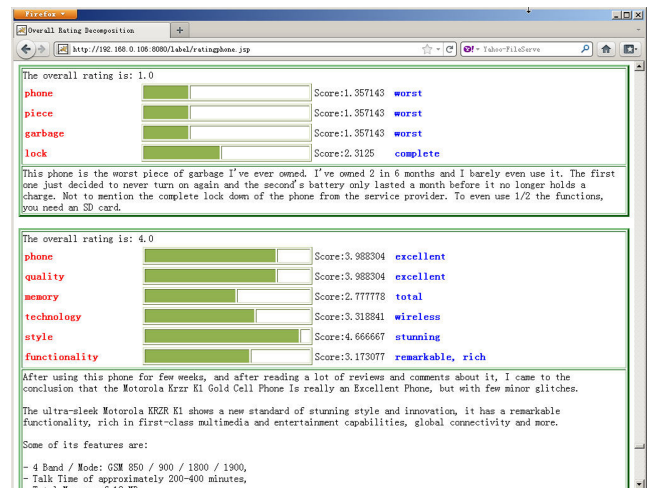 Firefox
Overall Rating Decomposition
http://192.168.0.106:8080/label/ratingphone.jsp
Yahoo-FileServe
The overall rating is: 1.0
phone Score:1.357143 worst
piece Score:1.357143 worst
garbage Score:1.357143 worst
lock Score:2.3125 complete
This phone is the worst piece of garbage I've ever owned. I've owned 2 in 6 months and I barely even use it. The first
one just decided to never turn on again and the second's battery only lasted a month before it no longer holds a
charge. Not to mention the complete lock down of the phone from the service provider. To even use 1/2 the functions,
you need an SD card.
The overall rating is: 4.0
phone Score:3.988304 excellent
quality Score:3.988304 excellent
memory Score:2.777778 total
technology Score:3.318841 wireless
style Score:4.666667 stunning
functionality Score:3.173077 remarkable, rich
After using this phone for few weeks, and after reading a lot of reviews and comments about it, I came to the
conclusion that the Motorola Krzr K1 Gold Cell Phone Is really an Excellent Phone, but with few minor glitches.
The ultra-sleek Motorola KRZR K1 shows a new standard of stunning style and innovation, it has a remarkable
functionality, rich in first-class multimedia and entertainment capabilities, global connectivity and more.
Some of its features are:
- 4 Band / Mode: GSM 850 / 900 / 1800 / 1900,
- Talk Time of approximately 200-400 minutes,